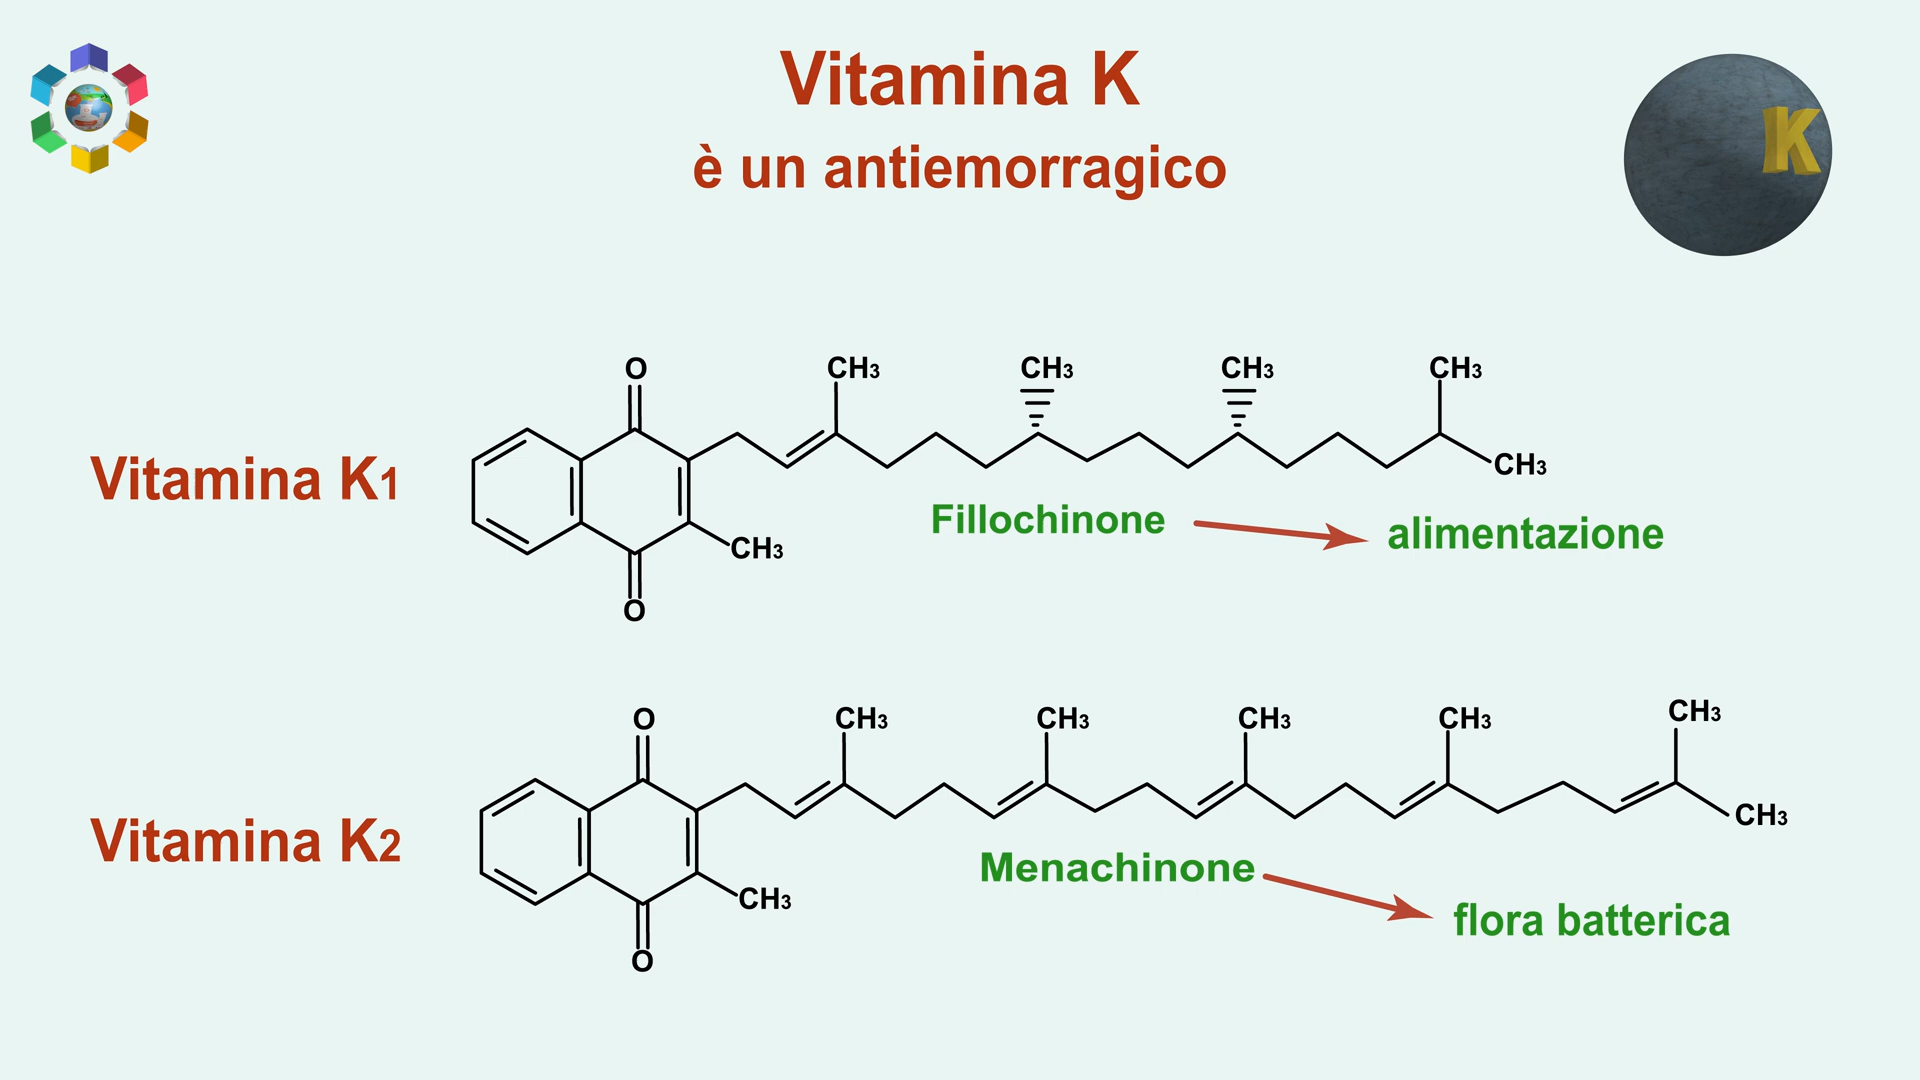 Vitamina K
è un antiemorragico
K
O
CH3
CH3
CH3
CH3
Vitamina K1
CH3
Fillochinone
alimentazione
CH3
O
O
CH3
CH3
CH3
CH3
CH3
Vitamina K2
CH3
Menachinone
CH3
flora batterica
O